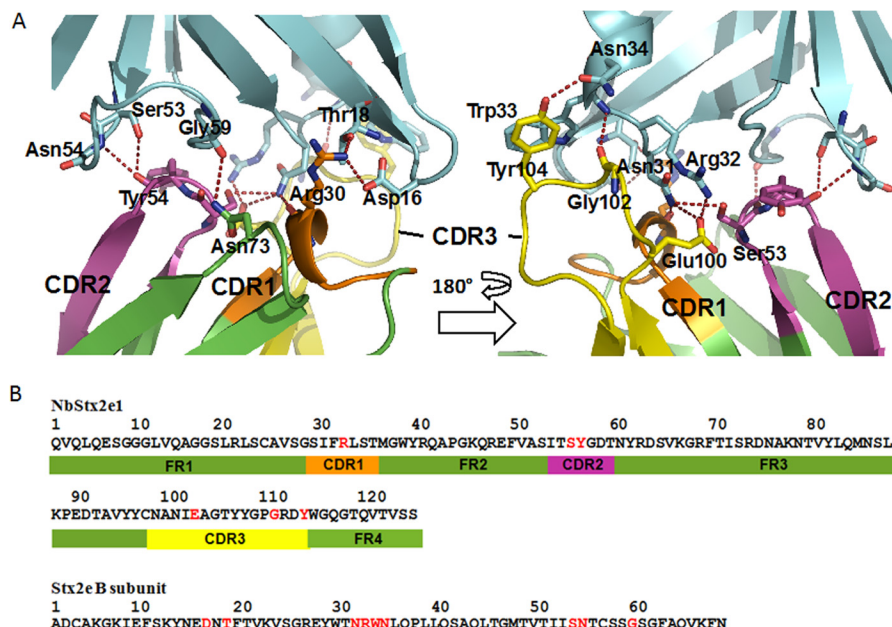 A
Asn34
Ser53
Gly59
Thr18
Trp33
Asn54
Asn31
Arg32
Tyr104
Tyr54
Arg30
Asp16
Gly102
Asn73
CDR3
Glu100
Ser53
CDR2
CDR1
180°
CDR1
CDR2
B
NbStx2e1
1 10 20 30 40 50 60 70 80
QVQLQESGGGLVQAGGSLRLSCAVSGSIFRLSTMGWYRQAPGKQREFVASITSYGDTNYRDSVKGRFTISRDNAKNTVYLQMNSL
FR1 CDR1 FR2 CDR2 FR3
90 100 110 120
KPEDTAVYYCNANIEAGTYYGPGRDYWGQGTQVTVSS
CDR3 FR4
Stx2eB subunit
1 10 20 30 40 50 60
ADCAKGKIEFSKYNEDNTFTVKVSGREYWTNRWNLQPLLQSAQLTGMTVTIISNTCSSGSGFAQVKFN